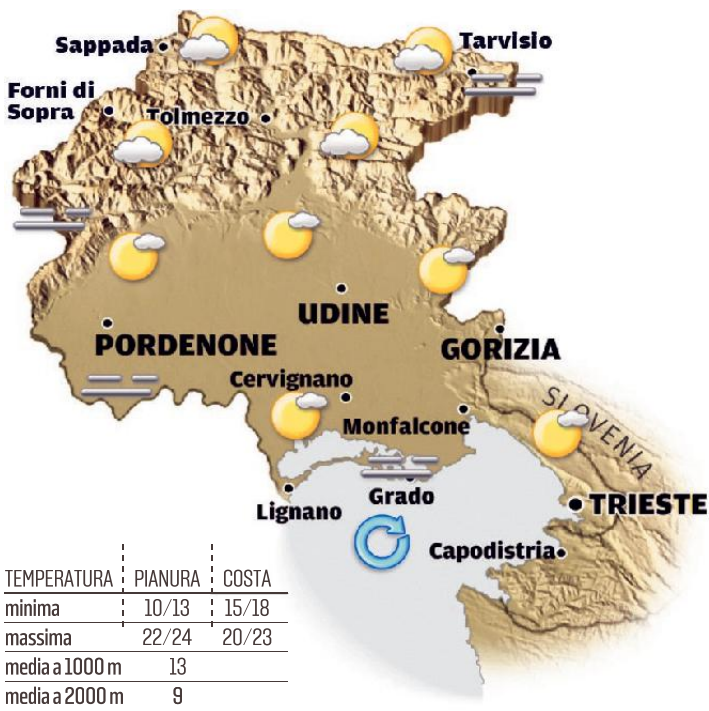 Sappada
Tarvisio
Forni di
Sopra
Tolmezzo
UDINE
PORDENONE
GORIZIA
Cervignano
SLOVENIA
Monfalcone
Lignano
Grado
TRIESTE
Capodistria
TEMPERATURA PIANURA COSTA
minima 10/13 15/18
massima 22/24 20/23
media a 1000 m 13
media a 2000 m 9